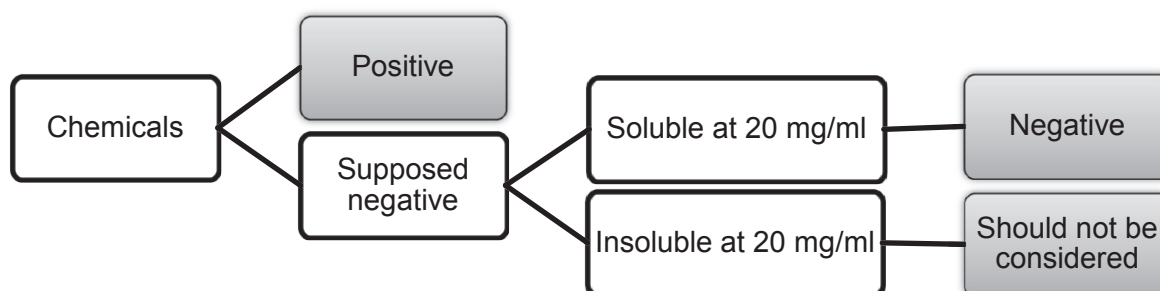 Chemicals
Positive
Supposed
negative
Soluble at 20 mg/ml
Insoluble at 20 mg/ml
Negative
Should not be
considered